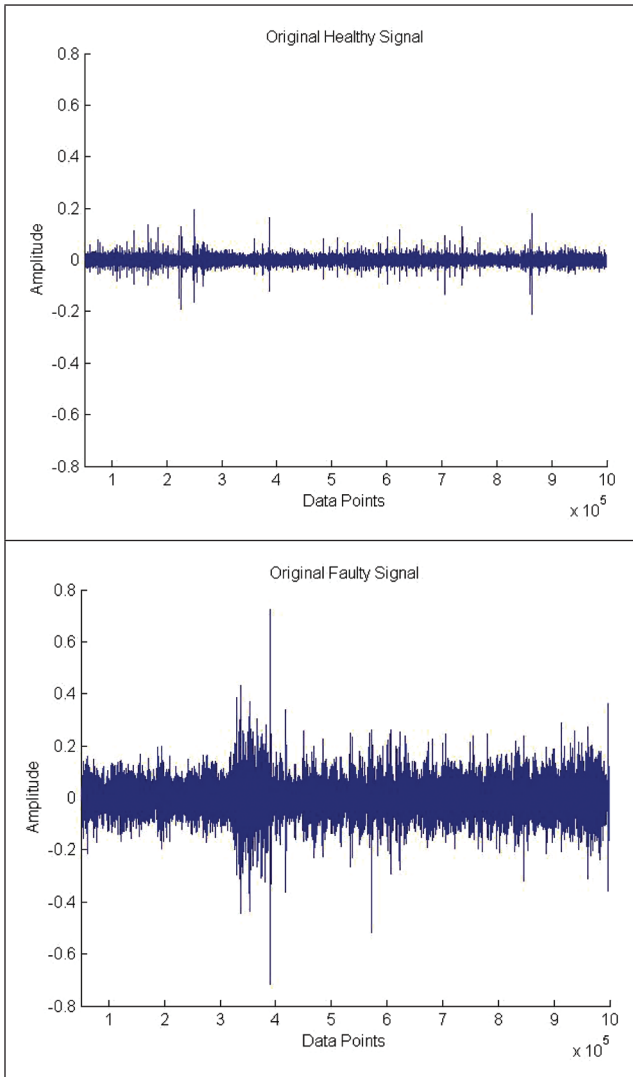 Original Healthy Signal
0.8
0.6
0.4
0.2
0
-0.2
-0.4
-0.6
-0.8
Amplitude
1 2 3 4 5 6 7 8 9 10
Data Points
x 10^5
Original Faulty Signal
0.8
0.6
0.4
0.2
0
-0.2
-0.4
-0.6
-0.8
Amplitude
1 2 3 4 5 6 7 8 9 10
Data Points
x 10^5